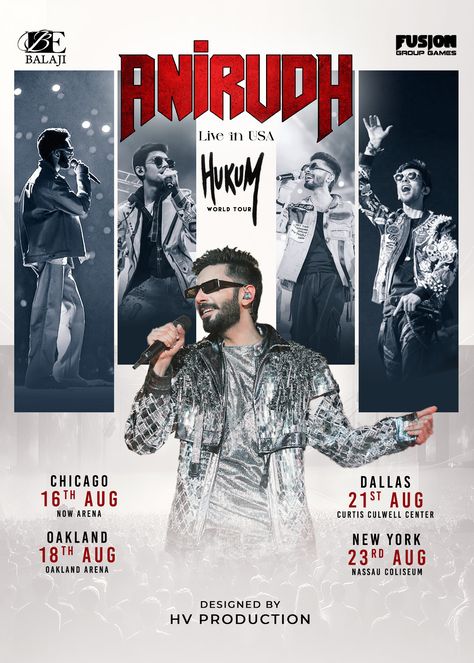 BE
BALAJI
FUSION
GROUP GAMES
ANIRUDH
Live in USA
HUKUM
WORLD TOUR
CHICAGO
16TH AUG
NOW ARENA
OAKLAND
18TH AUG
OAKLAND ARENA
DALLAS
21ST AUG
CURTIS CULWELL CENTER
NEW YORK
23RD AUG
NASSAU COLISEUM
DESIGNED BY
HV PRODUCTION